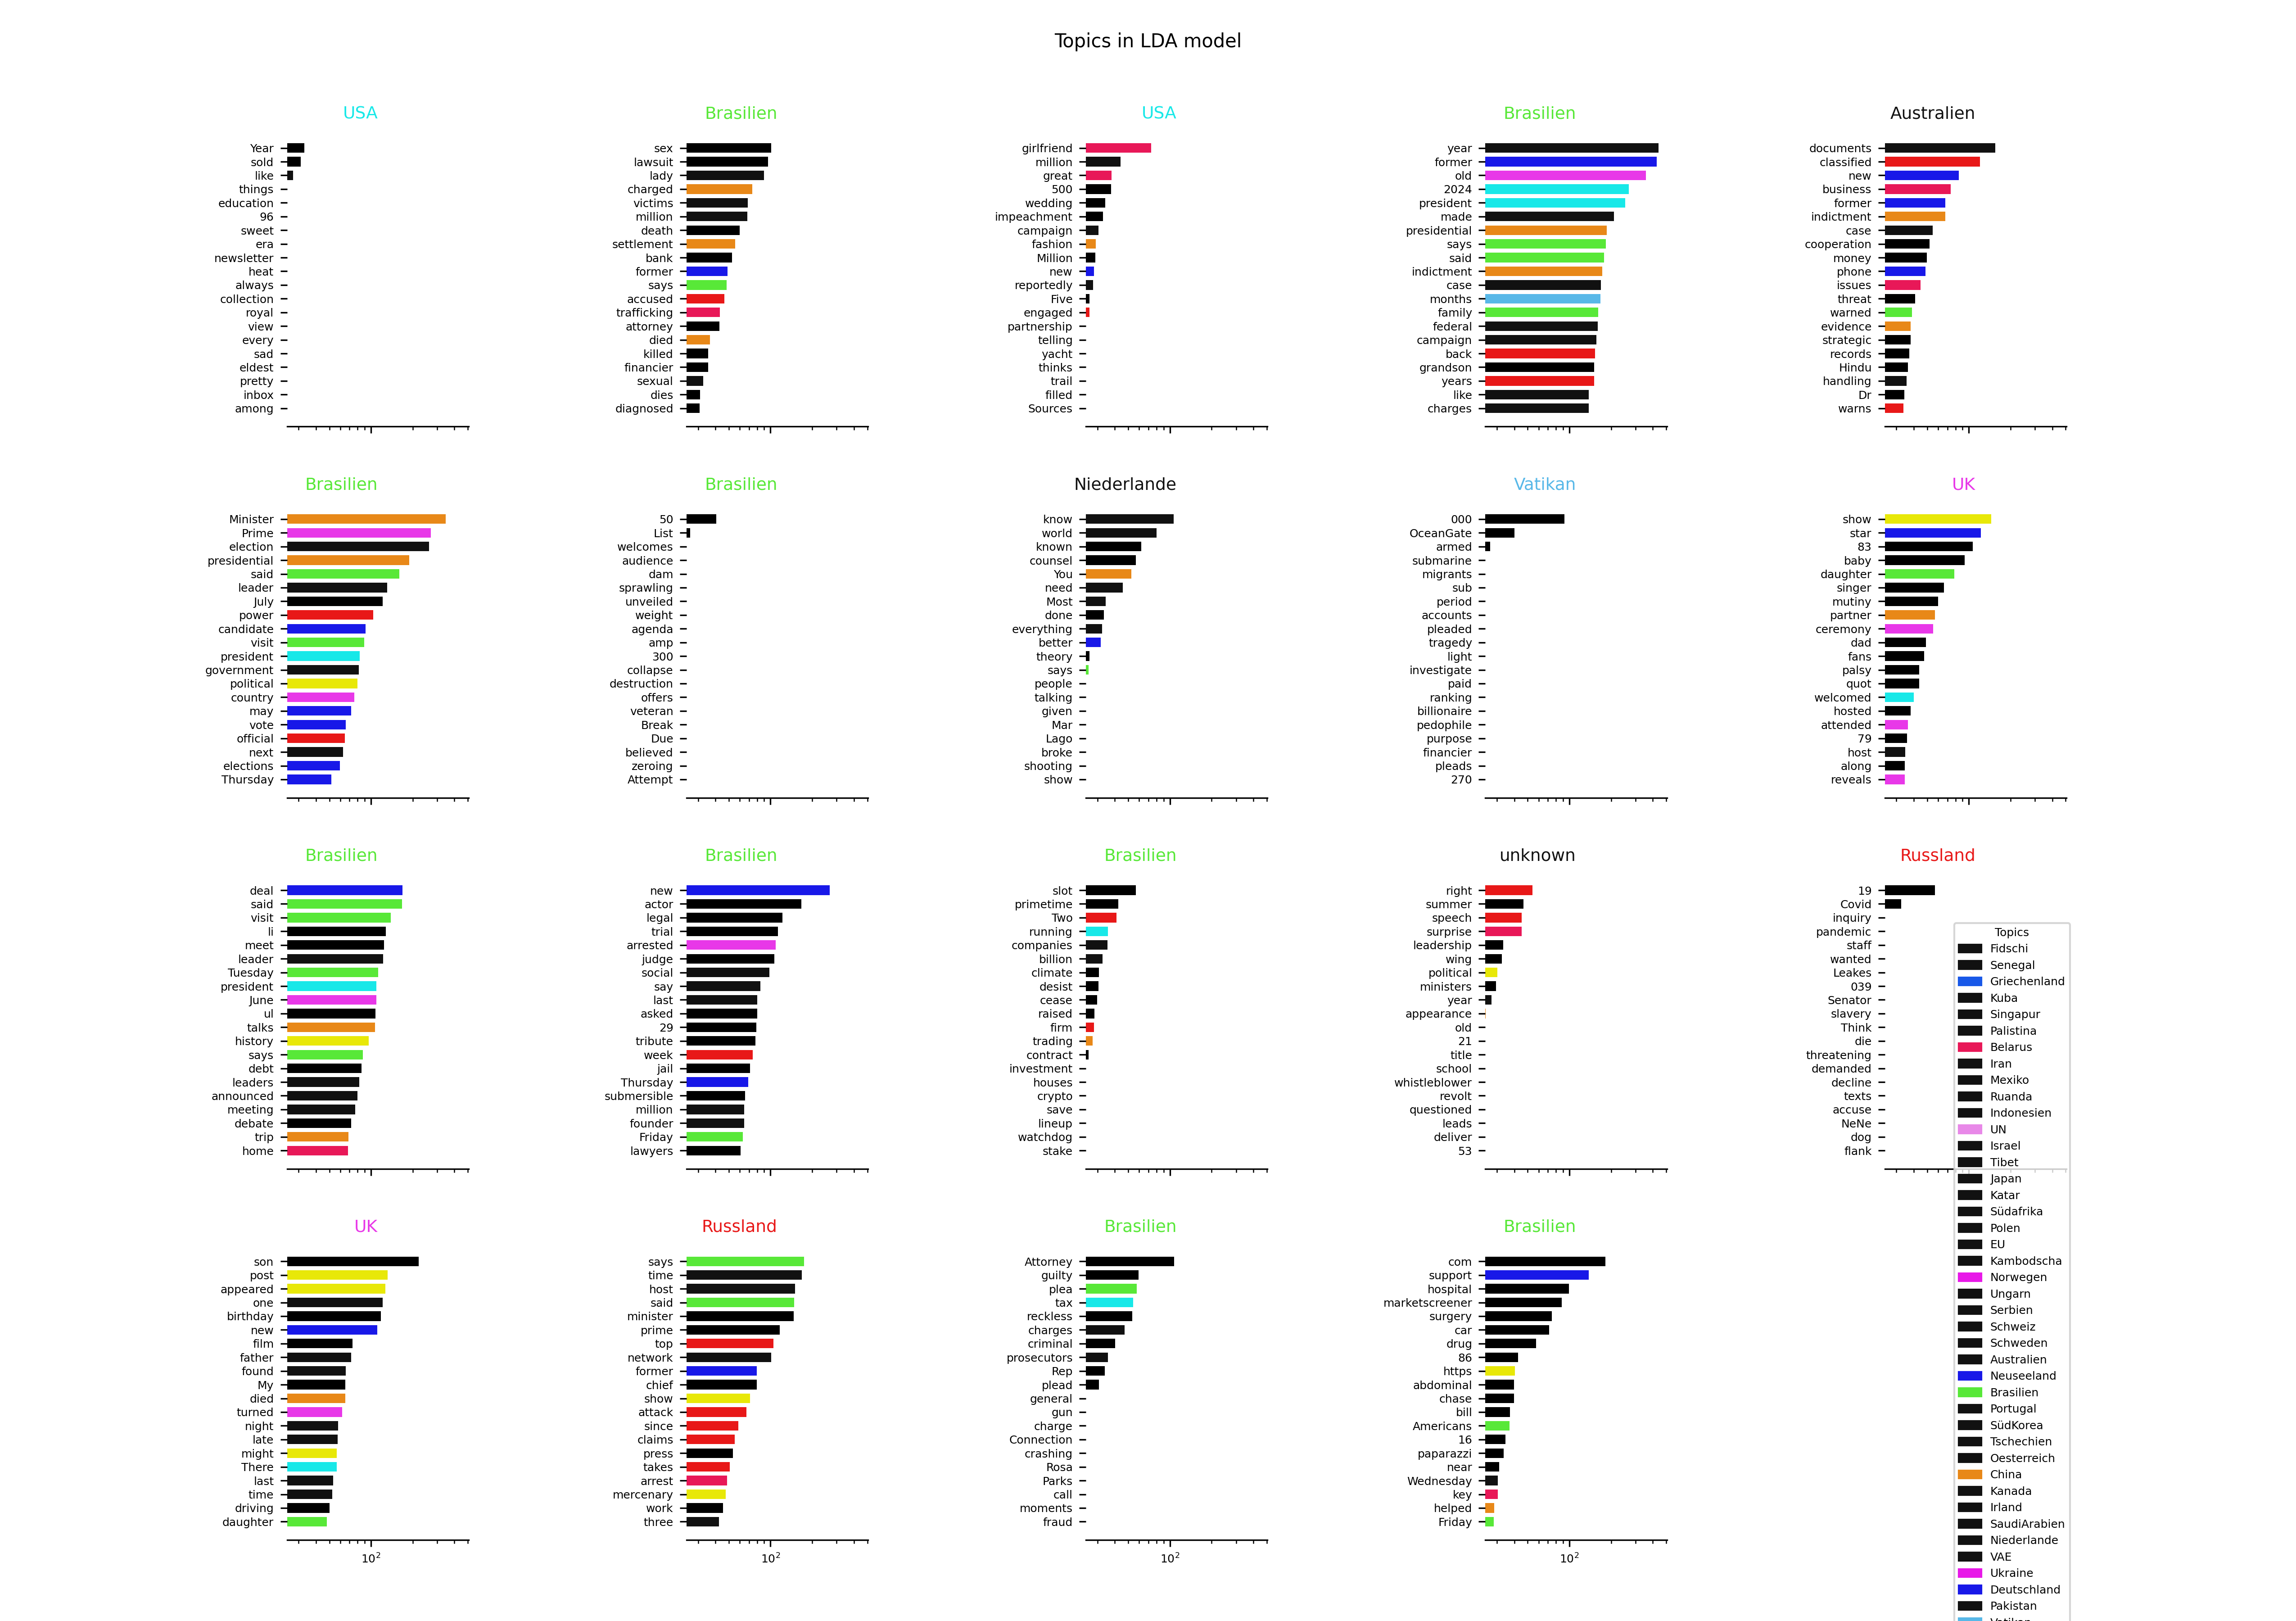 Topics in LDA model
USA
Year
sold
like
things
education
96
sweet
era
newsletter
heat
always
collection
royal
view
every
sad
eldest
pretty
inbox
among
Brasilien
sex
lawsuit
lady
charged
victims
million
death
settlement
bank
former
says
accused
trafficking
attorney
died
killed
financier
sexual
dies
diagnosed
USA
girlfriend
million
great
500
wedding
impeachment
campaign
fashion
Million
new
reportedly
Five
engaged
partnership
telling
yacht
thinks
trail
filled
Sources
Brasilien
year
former
old
2024
president
made
presidential
says
said
indictment
case
months
family
federal
campaign
back
grandson
years
like
charges
Australien
documents
classified
new
business
former
indictment
case
cooperation
money
phone
issues
threat
warned
evidence
strategic
records
Hindu
handling
Dr
warns
Brasilien
Minister
Prime
election
presidential
said
leader
July
power
candidate
visit
president
government
political
country
may
vote
official
next
elections
Thursday
Brasilien
50
List
welcomes
audience
dam
sprawling
unveiled
weight
agenda
amp
300
collapse
destruction
offers
veteran
Break
Due
believed
zeroing
Attempt
Niederlande
know
world
known
counsel
You
need
Most
done
everything
better
theory
says
people
talking
given
Mar
Lago
broke
shooting
show
Vatikan
000
OceanGate
armed
submarine
migrants
sub
period
accounts
pleaded
tragedy
light
investigate
paid
ranking
billionaire
pedophile
purpose
financier
pleads
270
UK
show
star
83
baby
daughter
singer
mutiny
partner
ceremony
dad
fans
palsy
quot
welcomed
hosted
attended
79
host
along
reveals
Brasilien
deal
said
visit
li
meet
leader
Tuesday
president
June
ul
talks
history
says
debt
leaders
announced
meeting
debate
trip
home
Brasilien
new
actor
legal
trial
arrested
judge
social
say
last
asked
29
tribute
week
jail
Thursday
submersible
million
founder
Friday
lawyers
Brasilien
slot
primetime
Two
running
companies
billion
climate
desist
cease
raised
firm
trading
contract
investment
houses
crypto
save
lineup
watchdog
stake
unknown
right
summer
speech
surprise
leadership
wing
political
ministers
year
appearance
old
21
title
school
whistleblower
revolt
questioned
leads
deliver
53
Russland
19
Covid
inquiry
pandemic
staff
wanted
Leakes
039
Senator
slavery
Think
die
threatening
demanded
decline
texts
accuse
NeNe
dog
flank
UK
son
post
appeared
one
birthday
new
film
father
found
My
died
turned
night
late
might
There
last
time
driving
daughter
10²
Russland
says
time
host
said
minister
prime
top
network
former
chief
show
attack
since
claims
press
takes
arrest
mercenary
work
three
10²
Brasilien
Attorney
guilty
plea
tax
reckless
charges
criminal
prosecutors
Rep
plead
general
gun
charge
Connection
crashing
Rosa
Parks
call
moments
fraud
10²
Brasilien
com
support
hospital
marketscreener
surgery
car
drug
86
https
abdominal
chase
bill
Americans
16
paparazzi
near
Wednesday
key
helped
Friday
10²
Topics
Fidschi
Senegal
Griechenland
Kuba
Singapur
Palistina
Belarus
Iran
Mexiko
Ruanda
Indonesien
UN
Israel
Tibet
Japan
Katar
Südafrika
Polen
EU
Kambodscha
Norwegen
Ungarn
Serbien
Schweiz
Schweden
Australien
Neuseeland
Brasilien
Portugal
SüdKorea
Tschechien
Oesterreich
China
Kanada
Irland
SaudiArabien
Niederlande
VAE
Ukraine
Deutschland
Pakistan